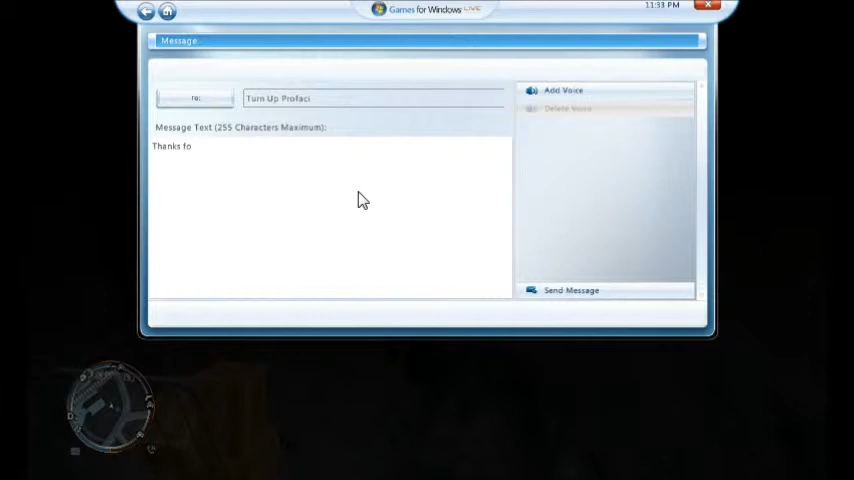 Games for Windows LIVE
11:33 PM
Message
To:
Turn Up Profaci
Add Voice
Delete Voice
Message Text (255 Characters Maximum):
Thanks fo
Send Message